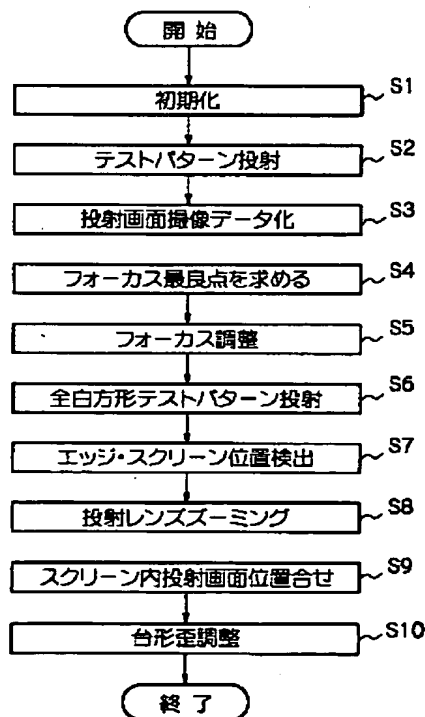 開始
初期化 S1
テストパターン投射 S2
投射画面撮像データ化 S3
フォーカス最良点を求める S4
フォーカス調整 S5
全白方形テストパターン投射 S6
エッジ・スクリーン位置検出 S7
投射レンズズーミング S8
スクリーン内投射画面位置合せ S9
台形歪調整 S10
終了